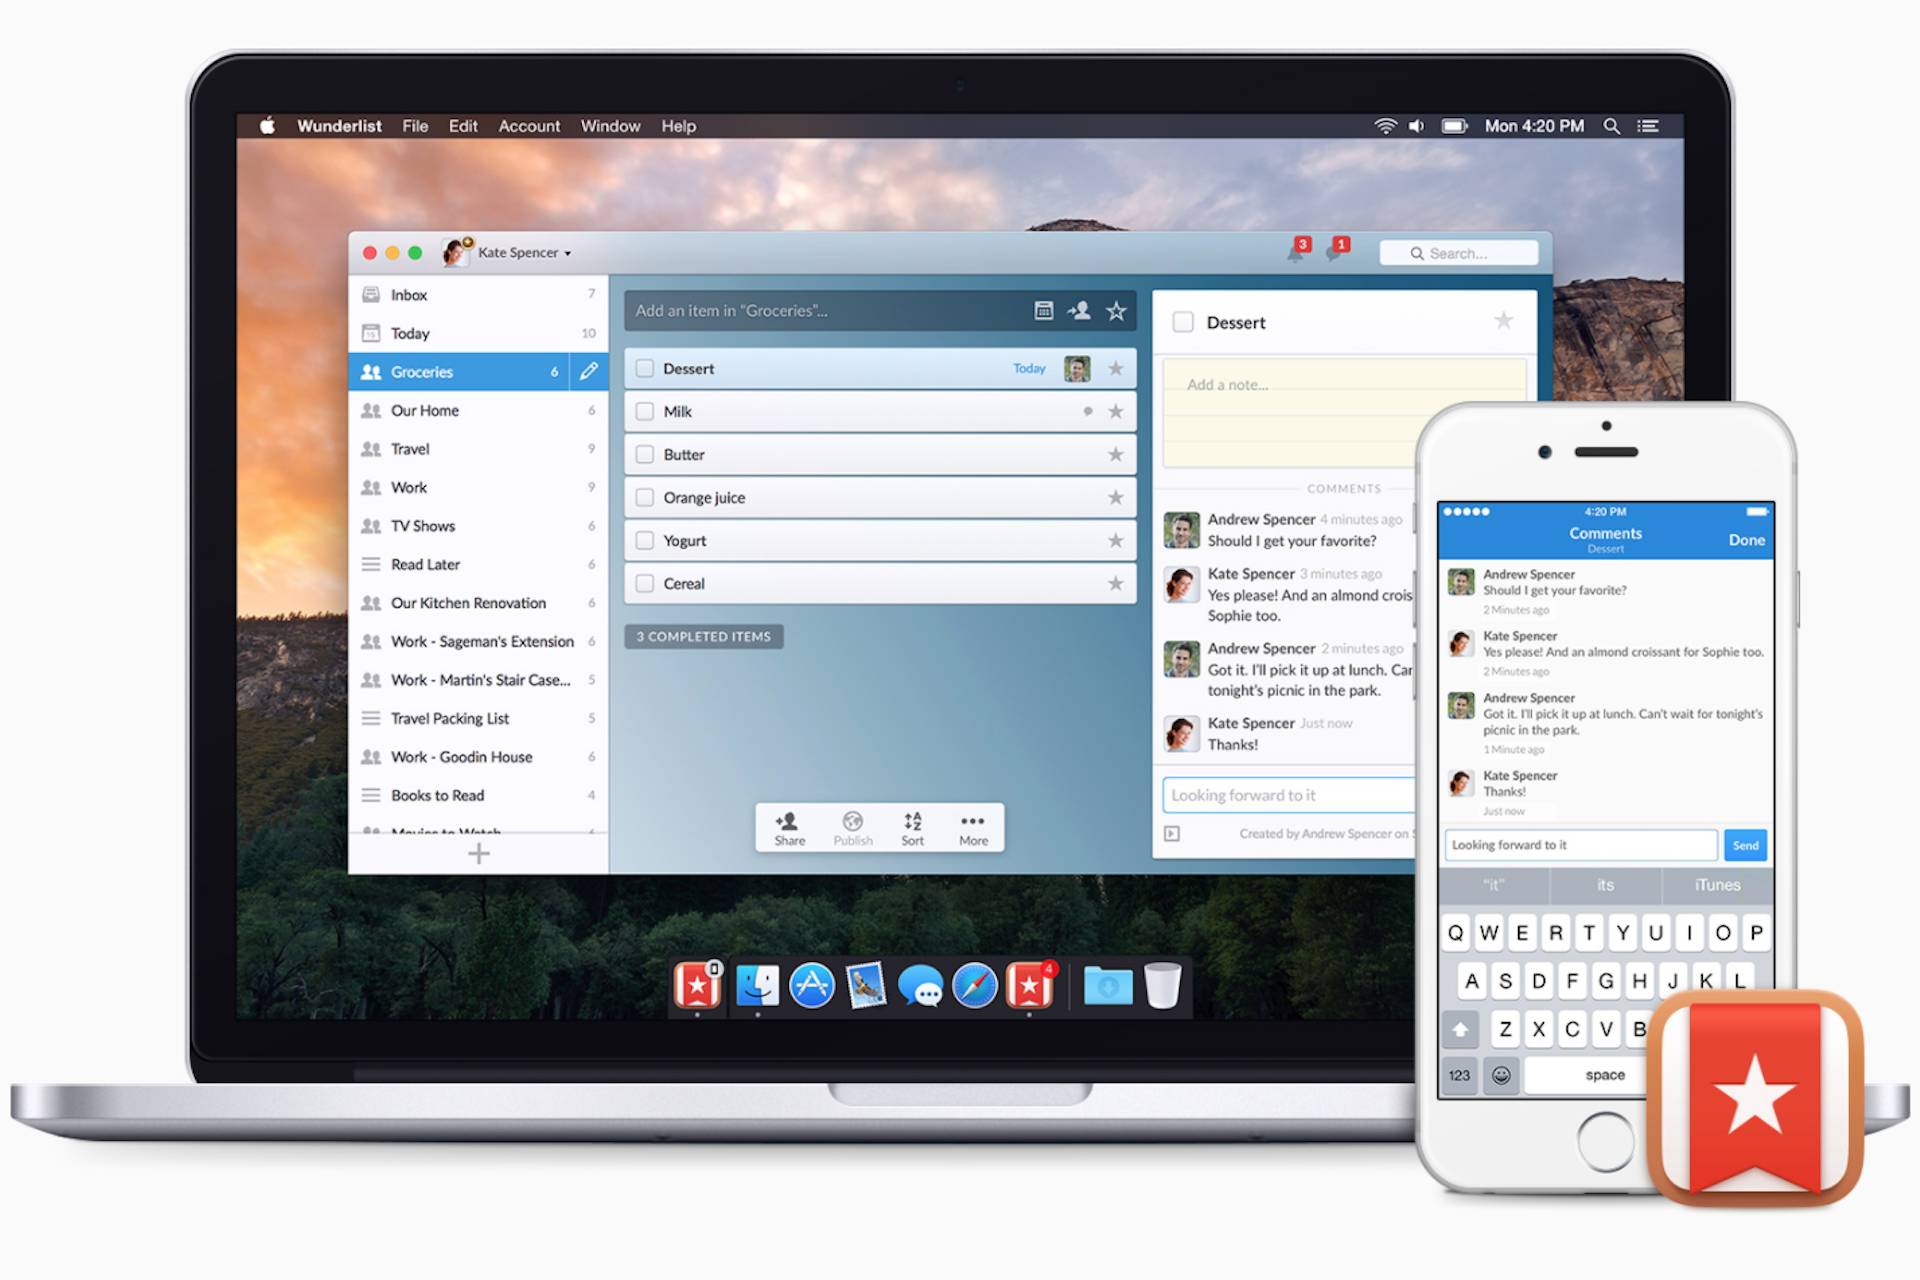 Wunderlist File Edit Account Window Help
Mon 4:20 PM
Kate Spencer
3
1
Search...
Inbox 7
Today 10
Groceries 6
Our Home 6
Travel 9
Work 9
TV Shows 6
Read Later 6
Our Kitchen Renovation 6
Work - Sageman's Extension 6
Work - Martin's Stair Case... 5
Travel Packing List 5
Work - Goodin House 6
Books to Read 4
Movies to Watch
Add an item in "Groceries"...
Dessert Today
Milk
Butter
Orange juice
Yogurt
Cereal
3 COMPLETED ITEMS
Share
Publish
Sort
More
Dessert
Add a note...
COMMENTS
Andrew Spencer 4 minutes ago
Should I get your favorite?
Kate Spencer 3 minutes ago
Yes please! And an almond crois
Sophie too.
Andrew Spencer 2 minutes ago
Got it. I'll pick it up at lunch. Can
tonight's picnic in the park.
Kate Spencer Just now
Thanks!
Looking forward to it
Created by Andrew Spencer on
4
4:20 PM
Comments
Dessert
Done
Andrew Spencer
Should I get your favorite?
2 Minutes ago
Kate Spencer
Yes please! And an almond croissant for Sophie too.
2 Minutes ago
Andrew Spencer
Got it. I'll pick it up at lunch. Can't wait for tonight's
picnic in the park.
1 Minute ago
Kate Spencer
Thanks!
Just now
Looking forward to it
Send
"it" its iTunes
Q W E R T Y U I O P
A S D F G H J K L
Z X C V B
123 space